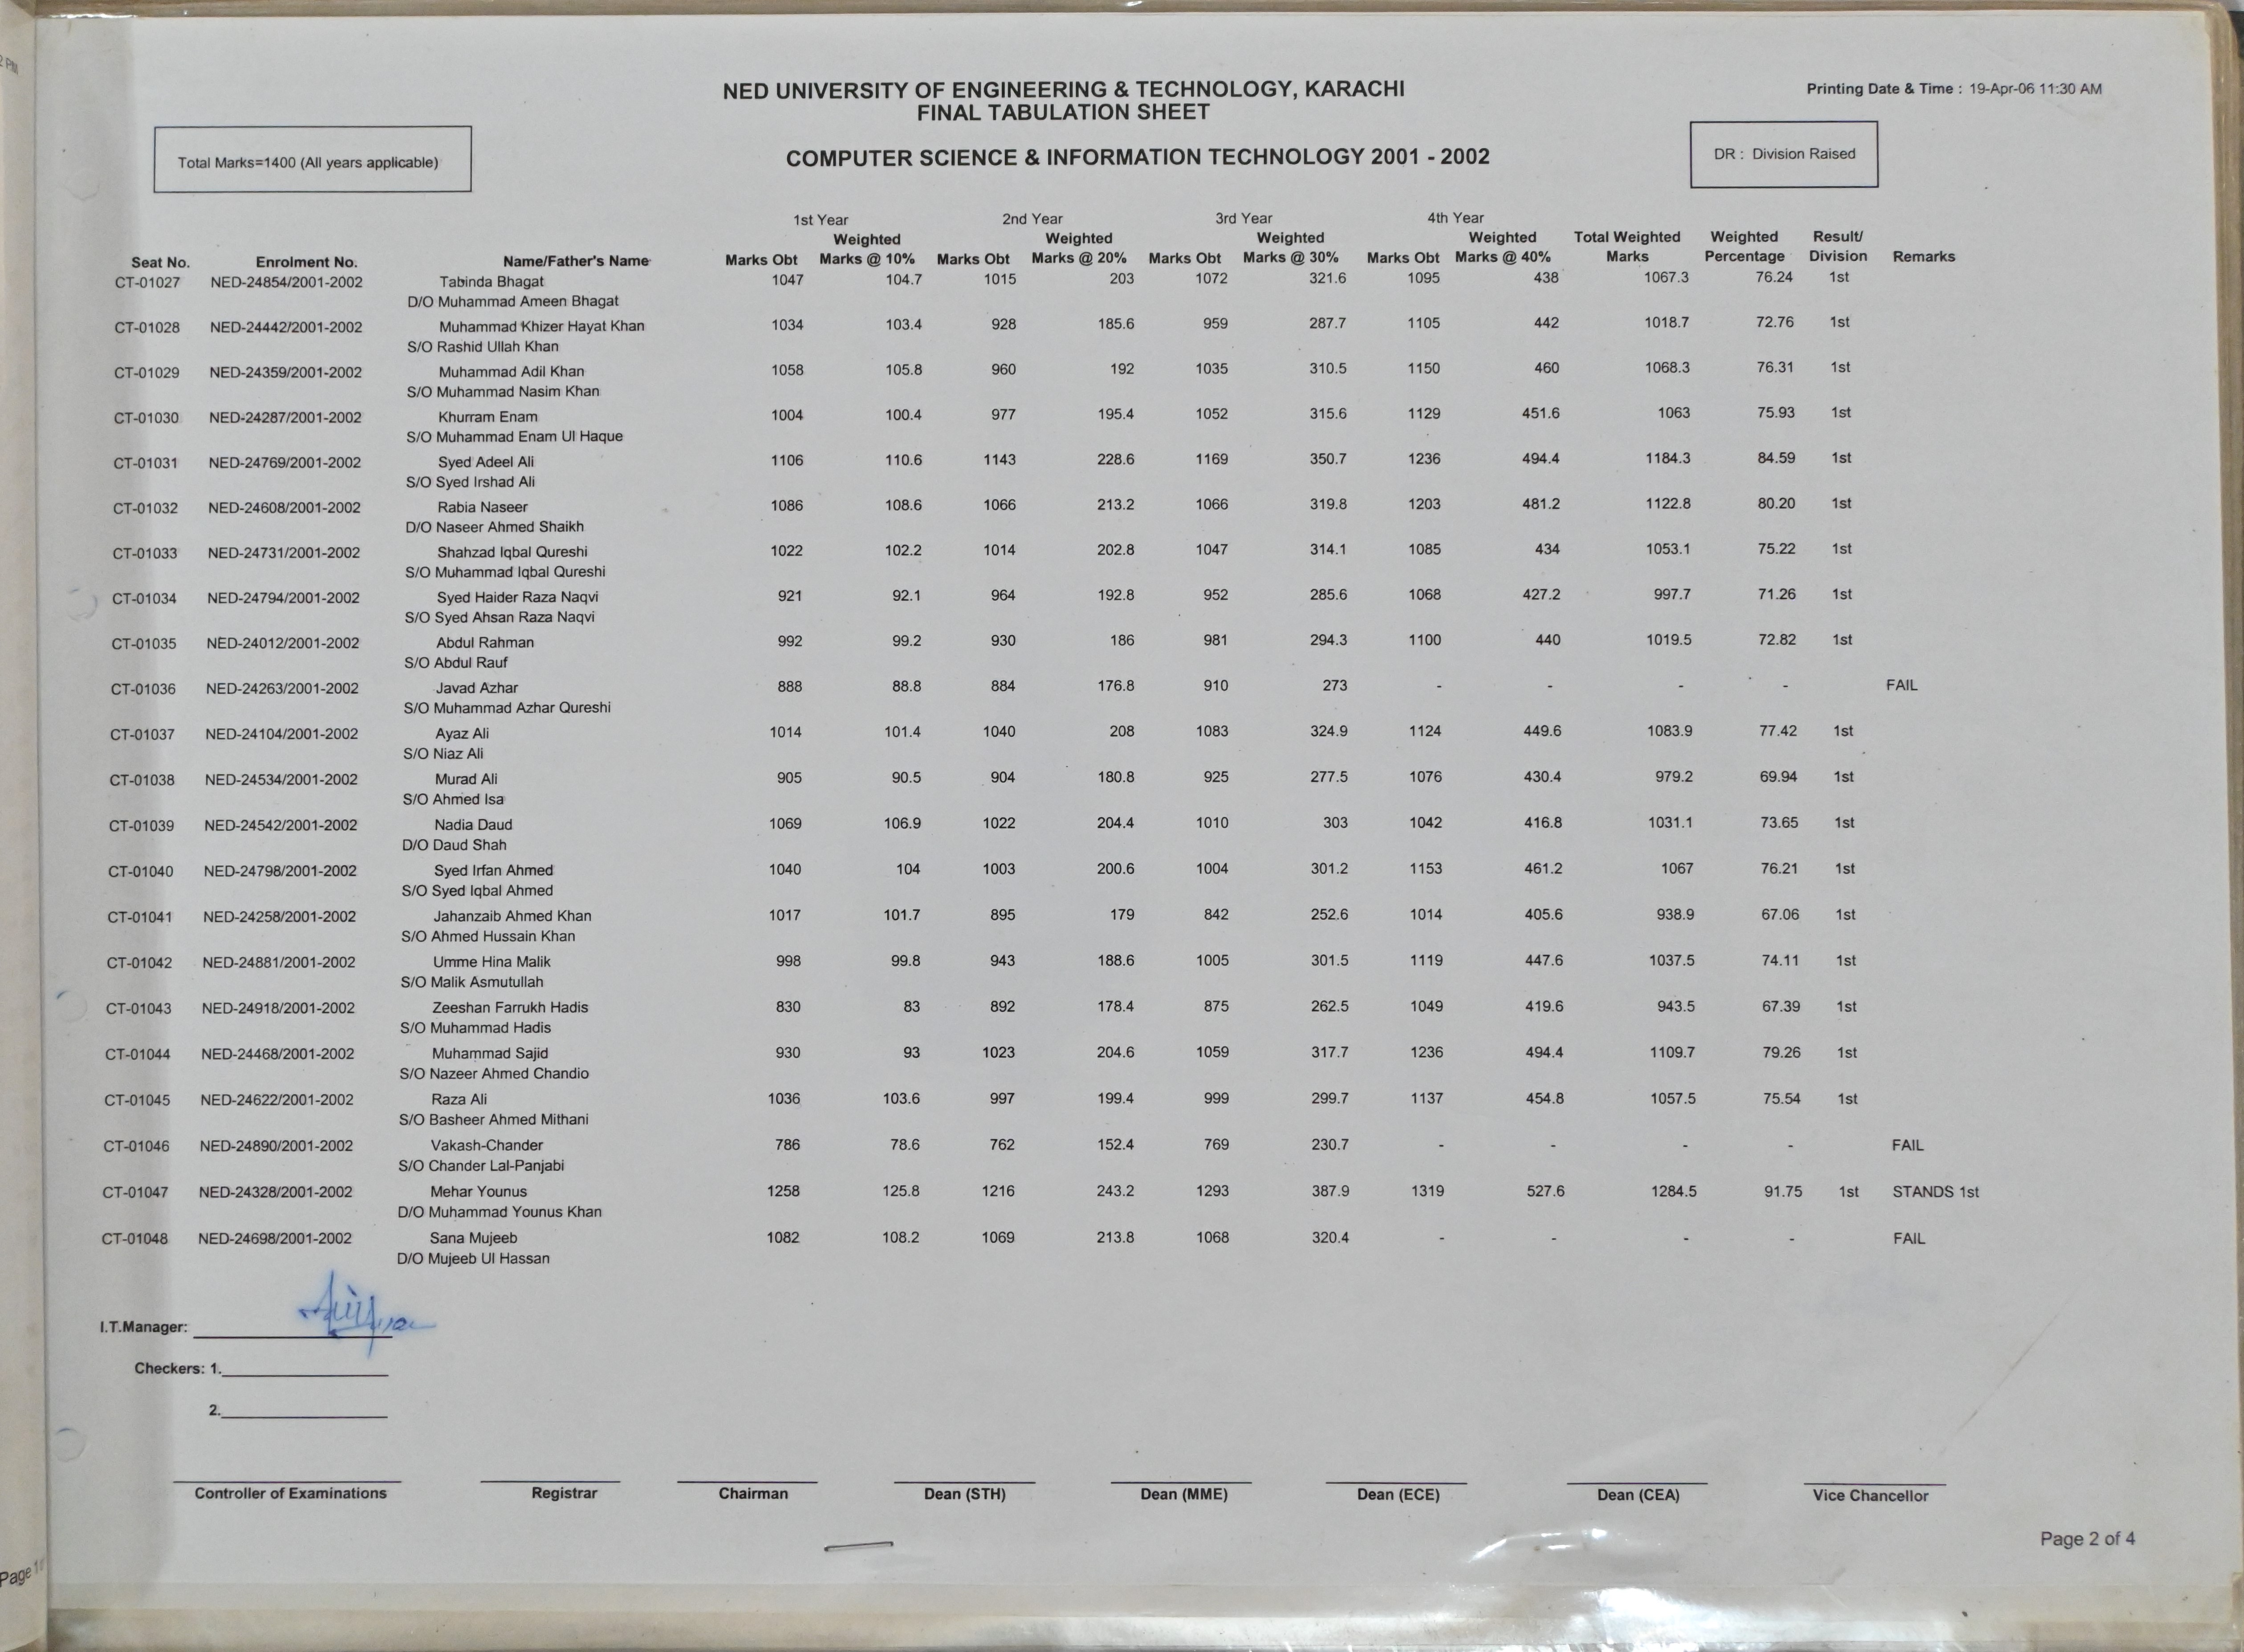 NED UNIVERSITY OF ENGINEERING & TECHNOLOGY, KARACHI
FINAL TABULATION SHEET
Printing Date & Time : 19-Apr-06 11:30 AM
Total Marks=1400 (All years applicable)
COMPUTER SCIENCE & INFORMATION TECHNOLOGY 2001 - 2002
DR : Division Raised
1st Year 2nd Year 3rd Year 4th Year
Weighted Weighted Weighted Weighted Total Weighted Weighted Result/
Seat No. Enrolment No. Name/Father's Name Marks Obt Marks @ 10% Marks Obt Marks @ 20% Marks Obt Marks @ 30% Marks Obt Marks @ 40% Marks Percentage Division Remarks
CT-01027 NED-24854/2001-2002 Tabinda Bhagat 1047 104.7 1015 203 1072 321.6 1095 438 1067.3 76.24 1st
D/O Muhammad Ameen Bhagat
CT-01028 NED-24442/2001-2002 Muhammad Khizer Hayat Khan 1034 103.4 928 185.6 959 287.7 1105 442 1018.7 72.76 1st
S/O Rashid Ullah Khan
CT-01029 NED-24359/2001-2002 Muhammad Adil Khan 1058 105.8 960 192 1035 310.5 1150 460 1068.3 76.31 1st
S/O Muhammad Nasim Khan
CT-01030 NED-24287/2001-2002 Khurram Enam 1004 100.4 977 195.4 1052 315.6 1129 451.6 1063 75.93 1st
S/O Muhammad Enam Ul Haque
CT-01031 NED-24769/2001-2002 Syed Adeel Ali 1106 110.6 1143 228.6 1169 350.7 1236 494.4 1184.3 84.59 1st
S/O Syed Irshad Ali
CT-01032 NED-24608/2001-2002 Rabia Naseer 1086 108.6 1066 213.2 1066 319.8 1203 481.2 1122.8 80.20 1st
D/O Naseer Ahmed Shaikh
CT-01033 NED-24731/2001-2002 Shahzad Iqbal Qureshi 1022 102.2 1014 202.8 1047 314.1 1085 434 1053.1 75.22 1st
S/O Muhammad Iqbal Qureshi
CT-01034 NED-24794/2001-2002 Syed Haider Raza Naqvi 921 92.1 964 192.8 952 285.6 1068 427.2 997.7 71.26 1st
S/O Syed Ahsan Raza Naqvi
CT-01035 NED-24012/2001-2002 Abdul Rahman 992 99.2 930 186 981 294.3 1100 440 1019.5 72.82 1st
S/O Abdul Rauf
CT-01036 NED-24263/2001-2002 Javad Azhar 888 88.8 884 176.8 910 273 - - - - FAIL
S/O Muhammad Azhar Qureshi
CT-01037 NED-24104/2001-2002 Ayaz Ali 1014 101.4 1040 208 1083 324.9 1124 449.6 1083.9 77.42 1st
S/O Niaz Ali
CT-01038 NED-24534/2001-2002 Murad Ali 905 90.5 904 180.8 925 277.5 1076 430.4 979.2 69.94 1st
S/O Ahmed Isa
CT-01039 NED-24542/2001-2002 Nadia Daud 1069 106.9 1022 204.4 1010 303 1042 416.8 1031.1 73.65 1st
D/O Daud Shah
CT-01040 NED-24798/2001-2002 Syed Irfan Ahmed 1040 104 1003 200.6 1004 301.2 1153 461.2 1067 76.21 1st
S/O Syed Iqbal Ahmed
CT-01041 NED-24258/2001-2002 Jahanzaib Ahmed Khan 1017 101.7 895 179 842 252.6 1014 405.6 938.9 67.06 1st
S/O Ahmed Hussain Khan
CT-01042 NED-24881/2001-2002 Umme Hina Malik 998 99.8 943 188.6 1005 301.5 1119 447.6 1037.5 74.11 1st
S/O Malik Asmutullah
CT-01043 NED-24918/2001-2002 Zeeshan Farrukh Hadis 830 83 892 178.4 875 262.5 1049 419.6 943.5 67.39 1st
S/O Muhammad Hadis
CT-01044 NED-24468/2001-2002 Muhammad Sajid 930 93 1023 204.6 1059 317.7 1236 494.4 1109.7 79.26 1st
S/O Nazeer Ahmed Chandio
CT-01045 NED-24622/2001-2002 Raza Ali 1036 103.6 997 199.4 999 299.7 1137 454.8 1057.5 75.54 1st
S/O Basheer Ahmed Mithani
CT-01046 NED-24890/2001-2002 Vakash-Chander 786 78.6 762 152.4 769 230.7 - - - - FAIL
S/O Chander Lal-Panjabi
CT-01047 NED-24328/2001-2002 Mehar Younus 1258 125.8 1216 243.2 1293 387.9 1319 527.6 1284.5 91.75 1st STANDS 1st
D/O Muhammad Younus Khan
CT-01048 NED-24698/2001-2002 Sana Mujeeb 1082 108.2 1069 213.8 1068 320.4 - - - - FAIL
D/O Mujeeb Ul Hassan
I.T.Manager:
Checkers: 1.
2.
Controller of Examinations Registrar Chairman Dean (STH) Dean (MME) Dean (ECE) Dean (CEA) Vice Chancellor
Page 2 of 4
Page 1